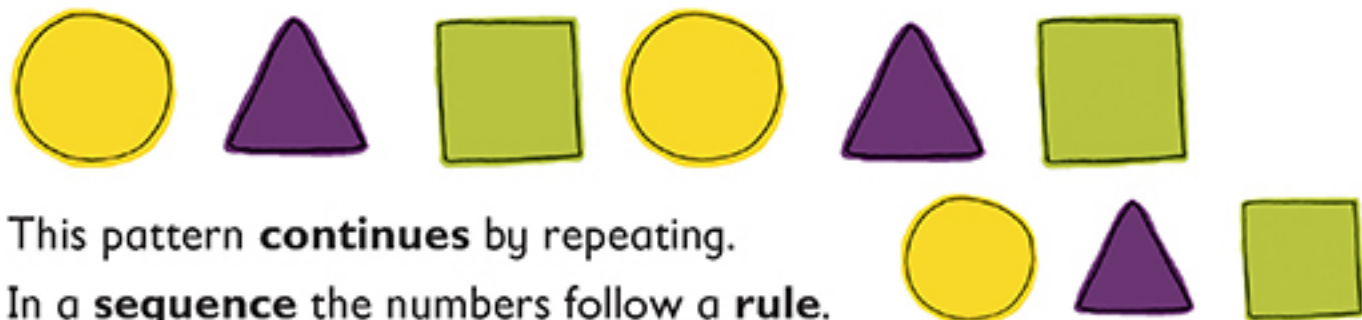 This pattern continues by repeating.
In a sequence the numbers follow a rule.